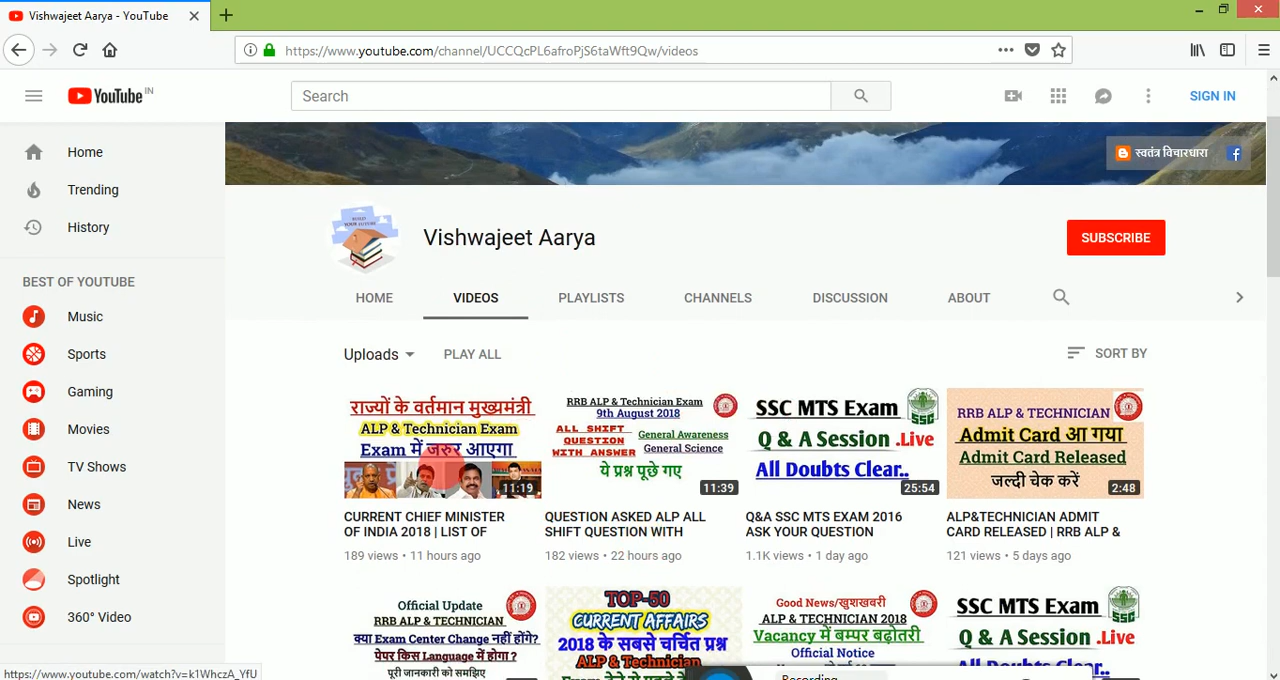 Vishwajeet Aarya - YouTube
https://www.youtube.com/channel/UCCQcPL6afroPjS6taWft9Qw/videos
YouTube IN
Search
SIGN IN
Home
Trending
History
BEST OF YOUTUBE
Music
Sports
Gaming
Movies
TV Shows
News
Live
Spotlight
360° Video
स्वतंत्र विचारधारा
BUILD
YOUR FUTURE
Vishwajeet Aarya
SUBSCRIBE
HOME VIDEOS PLAYLISTS CHANNELS DISCUSSION ABOUT
Uploads PLAY ALL SORT BY
राज्यों के वर्तमान मुख्यमंत्री
ALP & Technician Exam
Exam में जरुर आएगा
11:19
CURRENT CHIEF MINISTER
OF INDIA 2018 | LIST OF
189 views • 11 hours ago
RRB ALP & Technician Exam
9th August 2018
ALL SHIFT
QUESTION
WITH ANSWER
General Awareness
General Science
ये प्रश्न पूछे गए
11:39
QUESTION ASKED ALP ALL
SHIFT QUESTION WITH
182 views • 22 hours ago
SSC MTS Exam
Q & A Session .Live
All Doubts Clear..
SSC
25:54
Q&A SSC MTS EXAM 2016
ASK YOUR QUESTION
1.1K views • 1 day ago
RRB ALP & TECHNICIAN
Admit Card आ गया
Admit Card Released
जल्दी चेक करें
2:48
ALP&TECHNICIAN ADMIT
CARD RELEASED | RRB ALP &
121 views • 5 days ago
Official Update
RRB ALP & TECHNICIAN
क्या Exam Center Change नहीं होंगे?
पेपर किस Language में होगा ?
पूरी जानकारी को समझिए
TOP-50
CURRENT AFFAIRS
2018 के सबसे चर्चित प्रश्न
ALP & Technician
Good News/खुशखबरी
ALP & TECHNICIAN 2018
Vacancy में बम्पर बढ़ोतरी
Official Notice
SSC MTS Exam
Q & A Session .Live
All Doubts Clear..
SSC
https://www.youtube.com/watch?v=k1WhczA_YfU
Recording